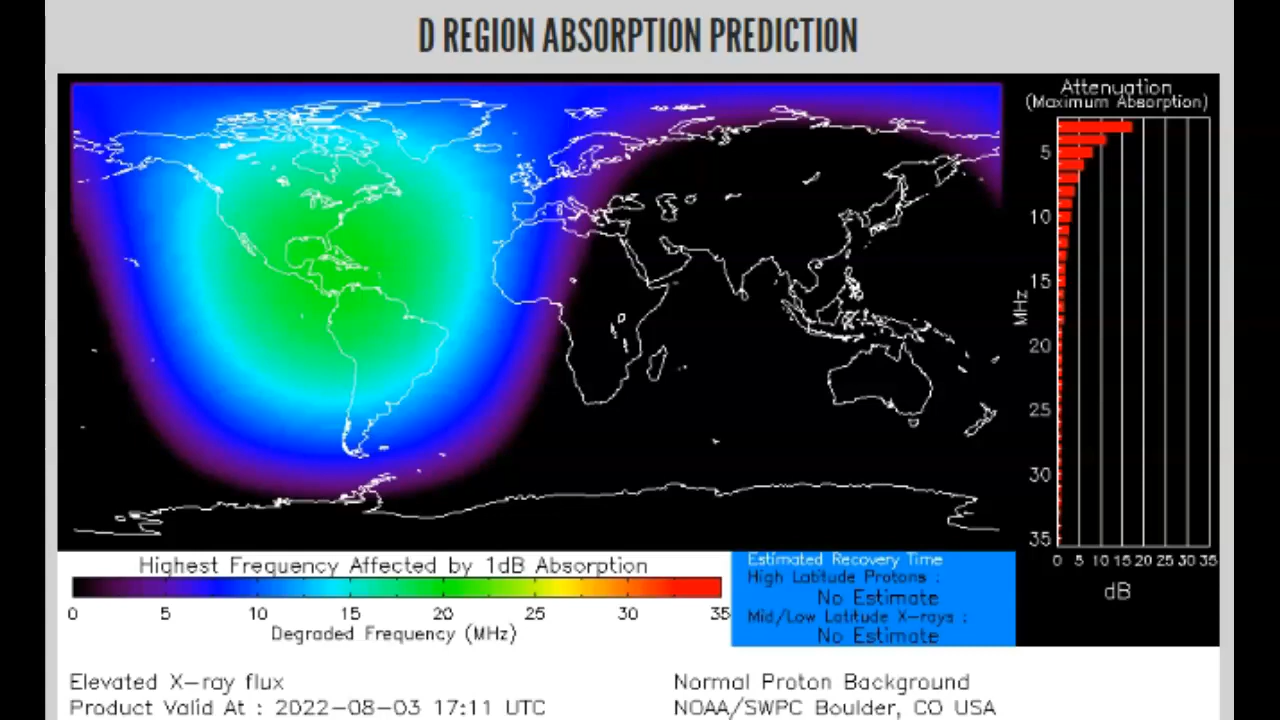 D REGION ABSORPTION PREDICTION
Attenuation
(Maximum Absorption)
5
10
15
20
25
30
35
MHz
0 5 10 15 20 25 30 35
dB
Highest Frequency Affected by 1dB Absorption
0 5 10 15 20 25 30 35
Degraded Frequency (MHz)
Estimated Recovery Time
High Latitude Protons :
No Estimate
Mid/Low Latitude X-rays :
No Estimate
Elevated X-ray flux
Product Valid At : 2022-08-03 17:11 UTC
Normal Proton Background
NOAA/SWPC Boulder, CO USA